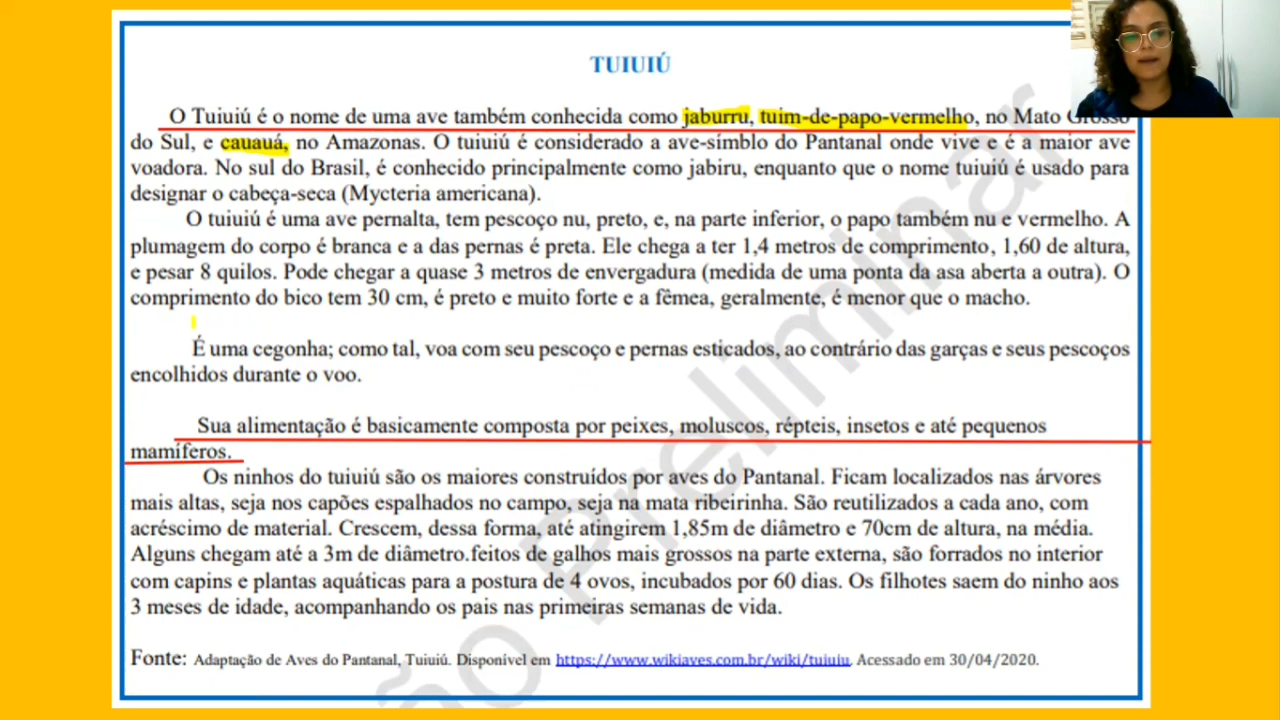 TUIUIÚ
O Tuiuiú é o nome de uma ave também conhecida como jaburru, tuim-de-papo-vermelho, no Mato Grosso
do Sul, e cauauá, no Amazonas. O tuiuiú é considerado a ave-símblo do Pantanal onde vive e é a maior ave
voadora. No sul do Brasil, é conhecido principalmente como jabiru, enquanto que o nome tuiuiú é usado para
designar o cabeça-seca (Mycteria americana).
O tuiuiú é uma ave pernalta, tem pescoço nu, preto, e, na parte inferior, o papo também nu e vermelho. A
plumagem do corpo é branca e a das pernas é preta. Ele chega a ter 1,4 metros de comprimento, 1,60 de altura,
e pesar 8 quilos. Pode chegar a quase 3 metros de envergadura (medida de uma ponta da asa aberta a outra). O
comprimento do bico tem 30 cm, é preto e muito forte e a fêmea, geralmente, é menor que o macho.
É uma cegonha; como tal, voa com seu pescoço e pernas esticados, ao contrário das garças e seus pescoços
encolhidos durante o voo.
Sua alimentação é basicamente composta por peixes, moluscos, répteis, insetos e até pequenos
mamíferos.
Os ninhos do tuiuiú são os maiores construídos por aves do Pantanal. Ficam localizados nas árvores
mais altas, seja nos capões espalhados no campo, seja na mata ribeirinha. São reutilizados a cada ano, com
acréscimo de material. Crescem, dessa forma, até atingirem 1,85m de diâmetro e 70cm de altura, na média.
Alguns chegam até a 3m de diâmetro.feitos de galhos mais grossos na parte externa, são forrados no interior
com capins e plantas aquáticas para a postura de 4 ovos, incubados por 60 dias. Os filhotes saem do ninho aos
3 meses de idade, acompanhando os pais nas primeiras semanas de vida.
Fonte: Adaptação de Aves do Pantanal, Tuiuiú. Disponível em https://www.wikiaves.com.br/wiki/tuiuiu. Acessado em 30/04/2020.
ão Preliminar